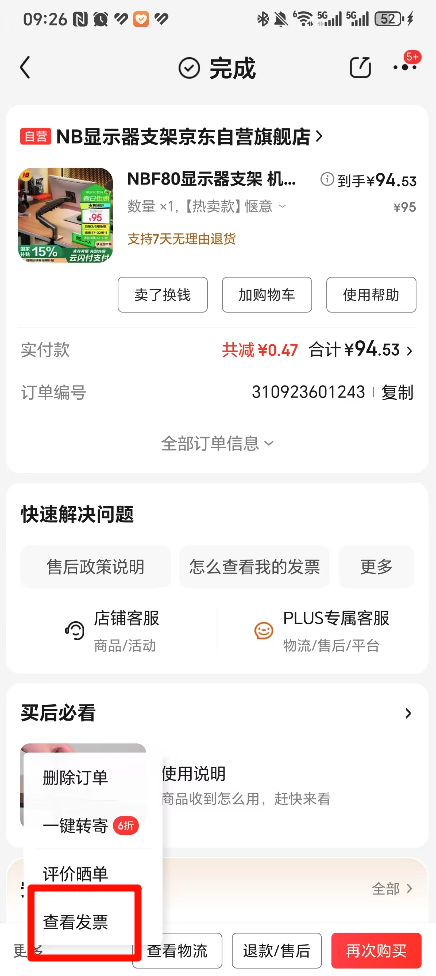 09:26
5G 5G 52
完成
5+
自营 NB显示器支架京东自营旗舰店
NBF80显示器支架 机... 到手¥94.53
数量 ×1,【热卖款】惬意 ¥95
支持7天无理由退货
95
15%
云闪付支付
卖了换钱 加购物车 使用帮助
实付款 共减 ¥0.47 合计 ¥94.53
订单编号 310923601243 | 复制
全部订单信息
快速解决问题
售后政策说明 怎么查看我的发票 更多
店铺客服 PLUS专属客服
商品/活动 物流/售后/平台
买后必看
删除订单 使用说明
商品收到怎么用，赶快来看
一键转寄 6折
评价晒单
全部
查看发票
更多 查看物流 退款/售后 再次购买